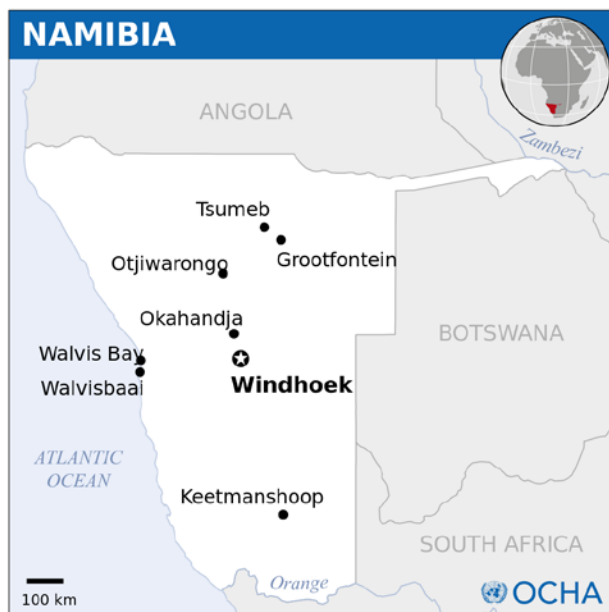 NAMIBIA
ANGOLA
Zambezi
Tsumeb
Grootfontein
Otjiwarongo
Okahandja
BOTSWANA
Walvis Bay
Windhoek
Walvisbaai
ATLANTIC
OCEAN
Keetmanshoop
SOUTH AFRICA
Orange
100 km
OCHA